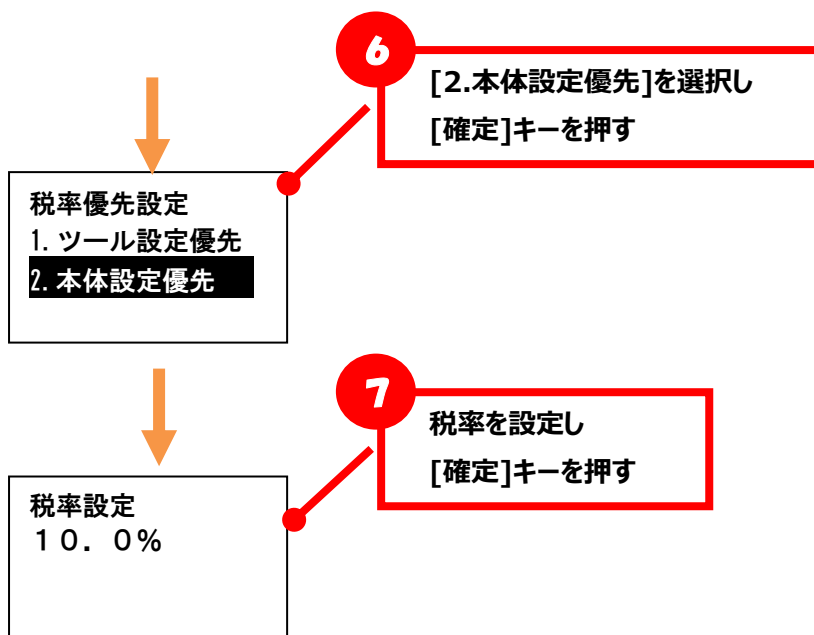 6
[2.本体設定優先]を選択し
[確定]キーを押す
税率優先設定
1. ツール設定優先
2. 本体設定優先
7
税率を設定し
[確定]キーを押す
税率設定
１０．０%